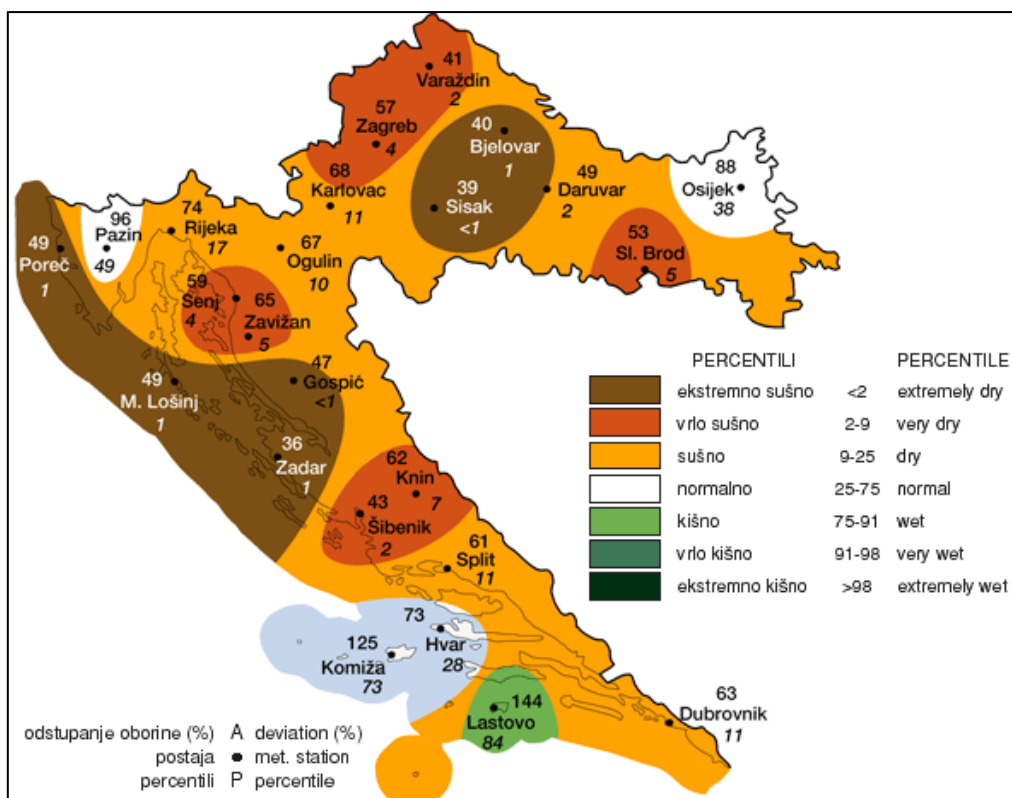 41
Varaždin
2
57
Zagreb
4
40
Bjelovar
1
68
Karlovac
11
39
Sisak
<1
49
Daruvar
2
88
Osijek
38
53
Sl. Brod
5
96
Pazin
49
74
Rijeka
17
49
Poreč
1
67
Ogulin
10
59
Senj
4
65
Zavižan
5
47
Gospić
<1
49
M. Lošinj
1
36
Zadar
1
62
Knin
7
43
Šibenik
2
61
Split
11
73
Hvar
28
125
Komiža
73
144
Lastovo
84
63
Dubrovnik
11
PERCENTILI PERCENTILE
ekstremno sušno <2 extremely dry
vrlo sušno 2-9 very dry
sušno 9-25 dry
normalno 25-75 normal
kišno 75-91 wet
vrlo kišno 91-98 very wet
ekstremno kišno >98 extremely wet
odstupanje oborine (%) A deviation (%)
postaja met. station
percentili P percentile